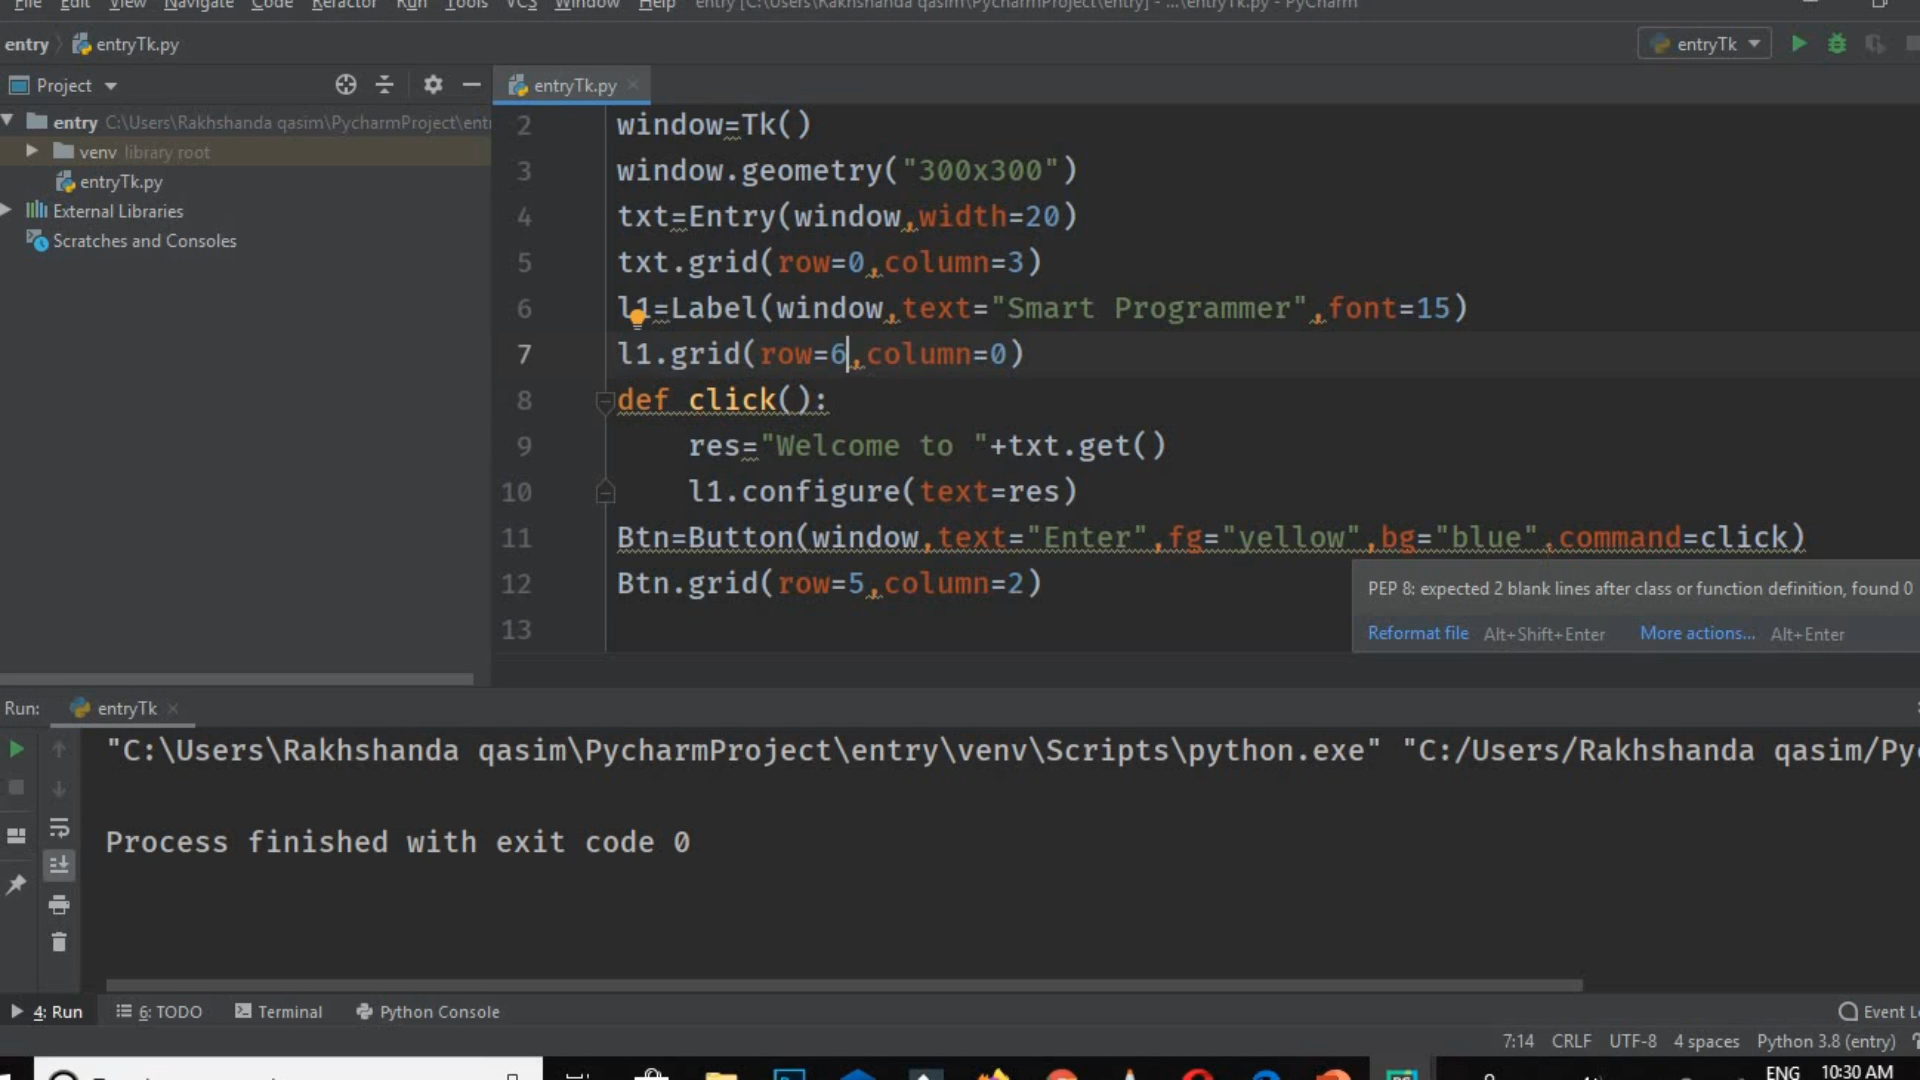 File Edit View Navigate Code Refactor Run Tools VCS Window Help entry [C:\Users\Rakhshanda qasim\PycharmProject\entry] - ...\entryTk.py - PyCharm
entry entryTk.py entryTk
Project entryTk.py
entry C:\Users\Rakhshanda qasim\PycharmProject\ent
venv library root
entryTk.py
External Libraries
Scratches and Consoles
2 window=Tk()
3 window.geometry("300x300")
4 txt=Entry(window,width=20)
5 txt.grid(row=0,column=3)
6 l1=Label(window,text="Smart Programmer",font=15)
7 l1.grid(row=6,column=0)
8 def click():
9 res="Welcome to "+txt.get()
10 l1.configure(text=res)
11 Btn=Button(window,text="Enter",fg="yellow",bg="blue",command=click)
12 Btn.grid(row=5,column=2)
13
PEP 8: expected 2 blank lines after class or function definition, found 0
Reformat file Alt+Shift+Enter More actions... Alt+Enter
Run: entryTk
"C:\Users\Rakhshanda qasim\PycharmProject\entry\venv\Scripts\python.exe" "C:/Users/Rakhshanda qasim/Py
Process finished with exit code 0
4: Run 6: TODO Terminal Python Console Event L
7:14 CRLF UTF-8 4 spaces Python 3.8 (entry)
ENG 10:30 AM